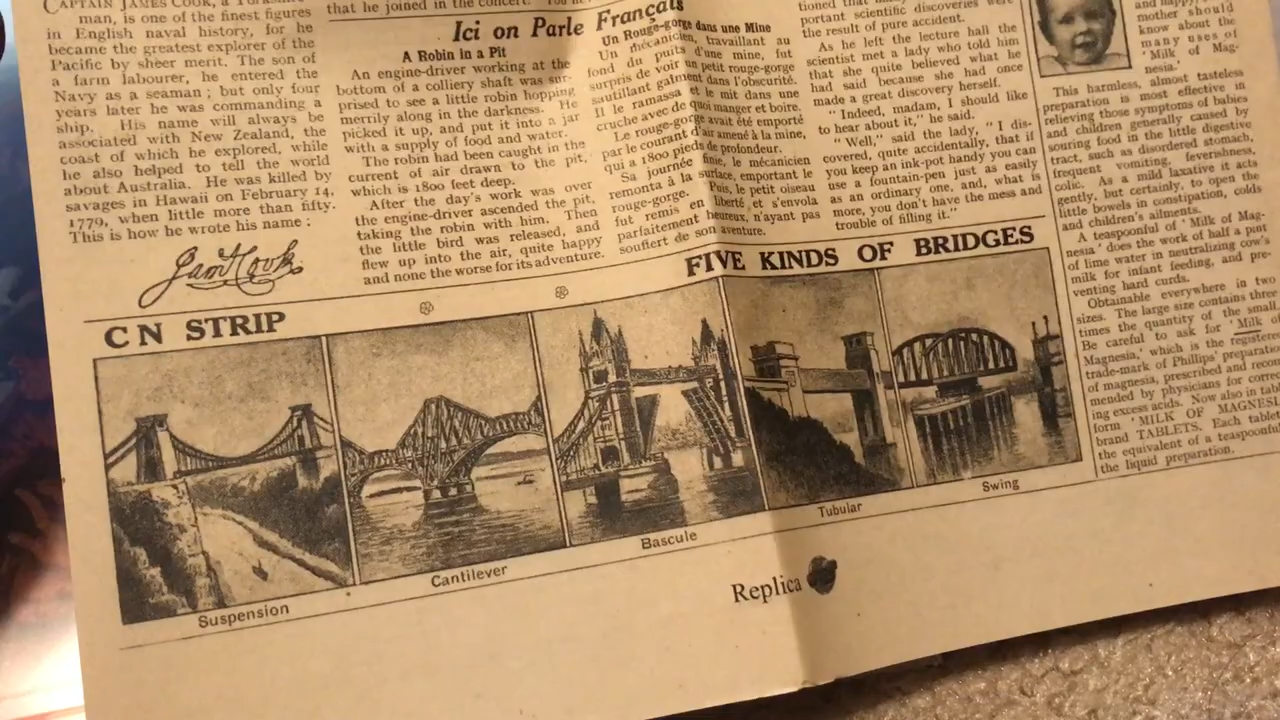 CAPTAIN JAMES COOK, a Yorkshire-
man, is one of the finest figures
in English naval history, for he
became the greatest explorer of the
Pacific by sheer merit. The son of
a farm labourer, he entered the
Navy as a seaman; but only four
years later he was commanding a
ship. His name will always be
associated with New Zealand, the
coast of which he explored, while
he also helped to tell the world
about Australia. He was killed by
savages in Hawaii on February 14,
1779, when little more than fifty.
This is how he wrote his name:
Jam Cook
that he joined in the concert.
Ici on Parle Français
A Robin in a Pit
An engine-driver working at the
bottom of a colliery shaft was sur-
prised to see a little robin hopping
merrily along in the darkness. He
picked it up, and put it into a jar
with a supply of food and water.
The robin had been caught in the
current of air drawn to the pit,
which is 1800 feet deep.
After the day's work was over
the engine-driver ascended the pit,
taking the robin with him. Then
the little bird was released, and
flew up into the air, quite happy
and none the worse for its adventure.
Un Rouge-gorge dans une Mine
Un mécanicien, travaillant au
fond du puits d'une mine, fut
surpris de voir un petit rouge-gorge
sautillant gaîment dans l'obscurité.
Il le ramassa et le mit dans une
cruche avec de quoi manger et boire.
Le rouge-gorge avait été emporté
par le courant d'air amené à la mine,
qui a 1800 pieds de profondeur.
Sa journée finie, le mécanicien
remonta à la surface, emportant le
rouge-gorge. Puis, le petit oiseau
fut remis en liberté, et s'envola
parfaitement heureux, n'ayant pas
souffert de son aventure.
tioned that many
portant scientific discoveries were
the result of pure accident.
As he left the lecture hall the
scientist met a lady who told him
that she quite believed what he
had said because she had once
made a great discovery herself.
" Indeed, madam, I should like
to hear about it," he said.
" Well," said the lady, " I dis-
covered, quite accidentally, that if
you keep an ink-pot handy you can
use a fountain-pen just as easily
as an ordinary one, and, what is
more, you don't have the mess and
trouble of filling it."
and happy,
mother should
know about the
many uses of
' Milk of Mag-
nesia.'
This harmless, almost tasteless
preparation is most effective in
relieving those symptoms of babies
and children generally caused by
souring food in the little digestive
tract, such as disordered stomach,
frequent vomiting, feverishness,
colic. As a mild laxative it acts
gently, but certainly, to open the
little bowels in constipation, colds
and children's ailments.
A teaspoonful of ' Milk of Mag-
nesia ' does the work of half a pint
of lime water in neutralizing cow's
milk for infant feeding, and pre-
venting hard curds.
Obtainable everywhere in two
sizes. The large size contains three
times the quantity of the small
Be careful to ask for ' Milk of
Magnesia,' which is the registere
trade-mark of Phillips' preparatio
of magnesia, prescribed and recom
mended by physicians for correc
ing excess acids. Now also in tabl
form ' MILK OF MAGNESI
brand TABLETS. Each tablet
the equivalent of a teaspoonful
the liquid preparation.
CN STRIP
FIVE KINDS OF BRIDGES
Suspension
Cantilever
Bascule
Tubular
Swing
Replica